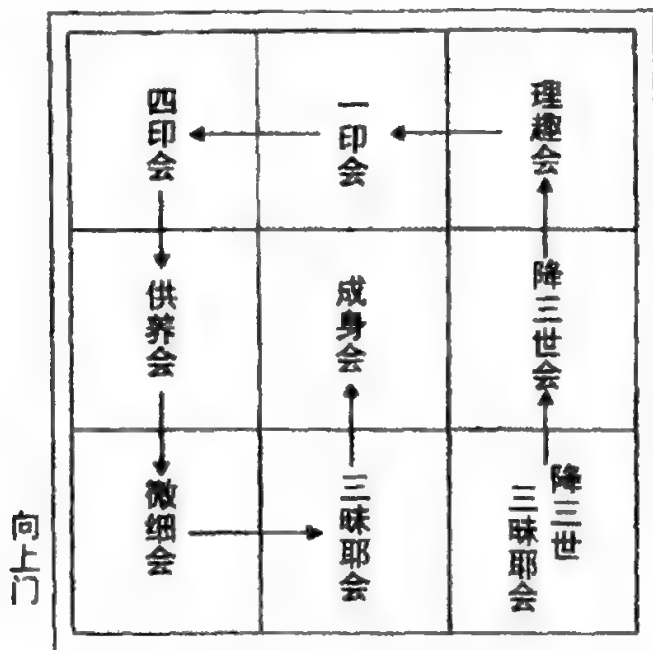 四印会
一印会
理趣会
供养会
成身会
降三世会
微细会
三昧耶会
降三世
三昧耶会
向上门